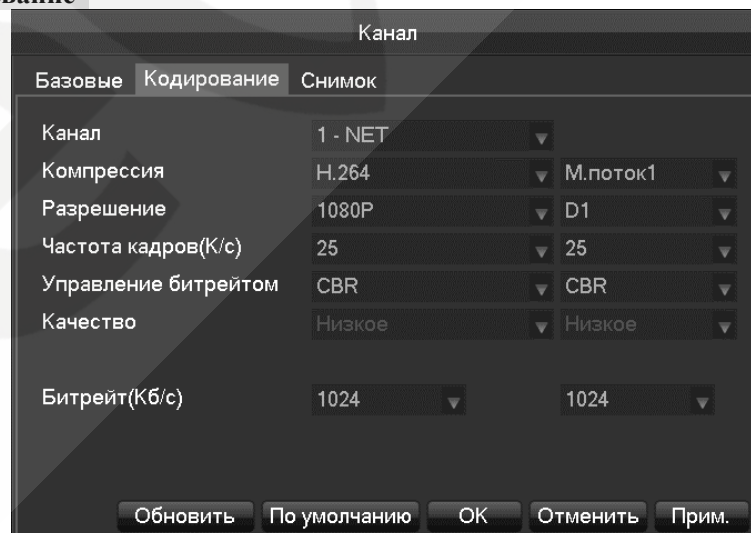 Канал
Базовые Кодирование Снимок
Канал 1 - NET
Компрессия H.264 М.поток1
Разрешение 1080P D1
Частота кадров(К/с) 25 25
Управление битрейтом CBR CBR
Качество Низкое Низкое
Битрейт(Кб/с) 1024 1024
Обновить По умолчанию OK Отменить Прим.